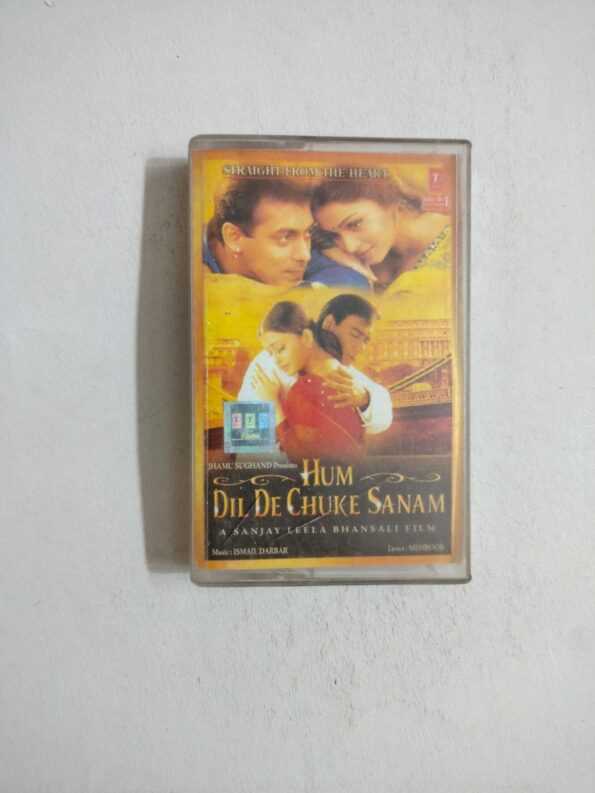 STRAIGHT FROM THE HEART
T
JHAMU SUGHAND Presents
HUM
DIL DE CHUKE SANAM
A SANJAY LEELA BHANSALI FILM
Music : ISMAIL DARBAR
Lyrics : MEHBOOB